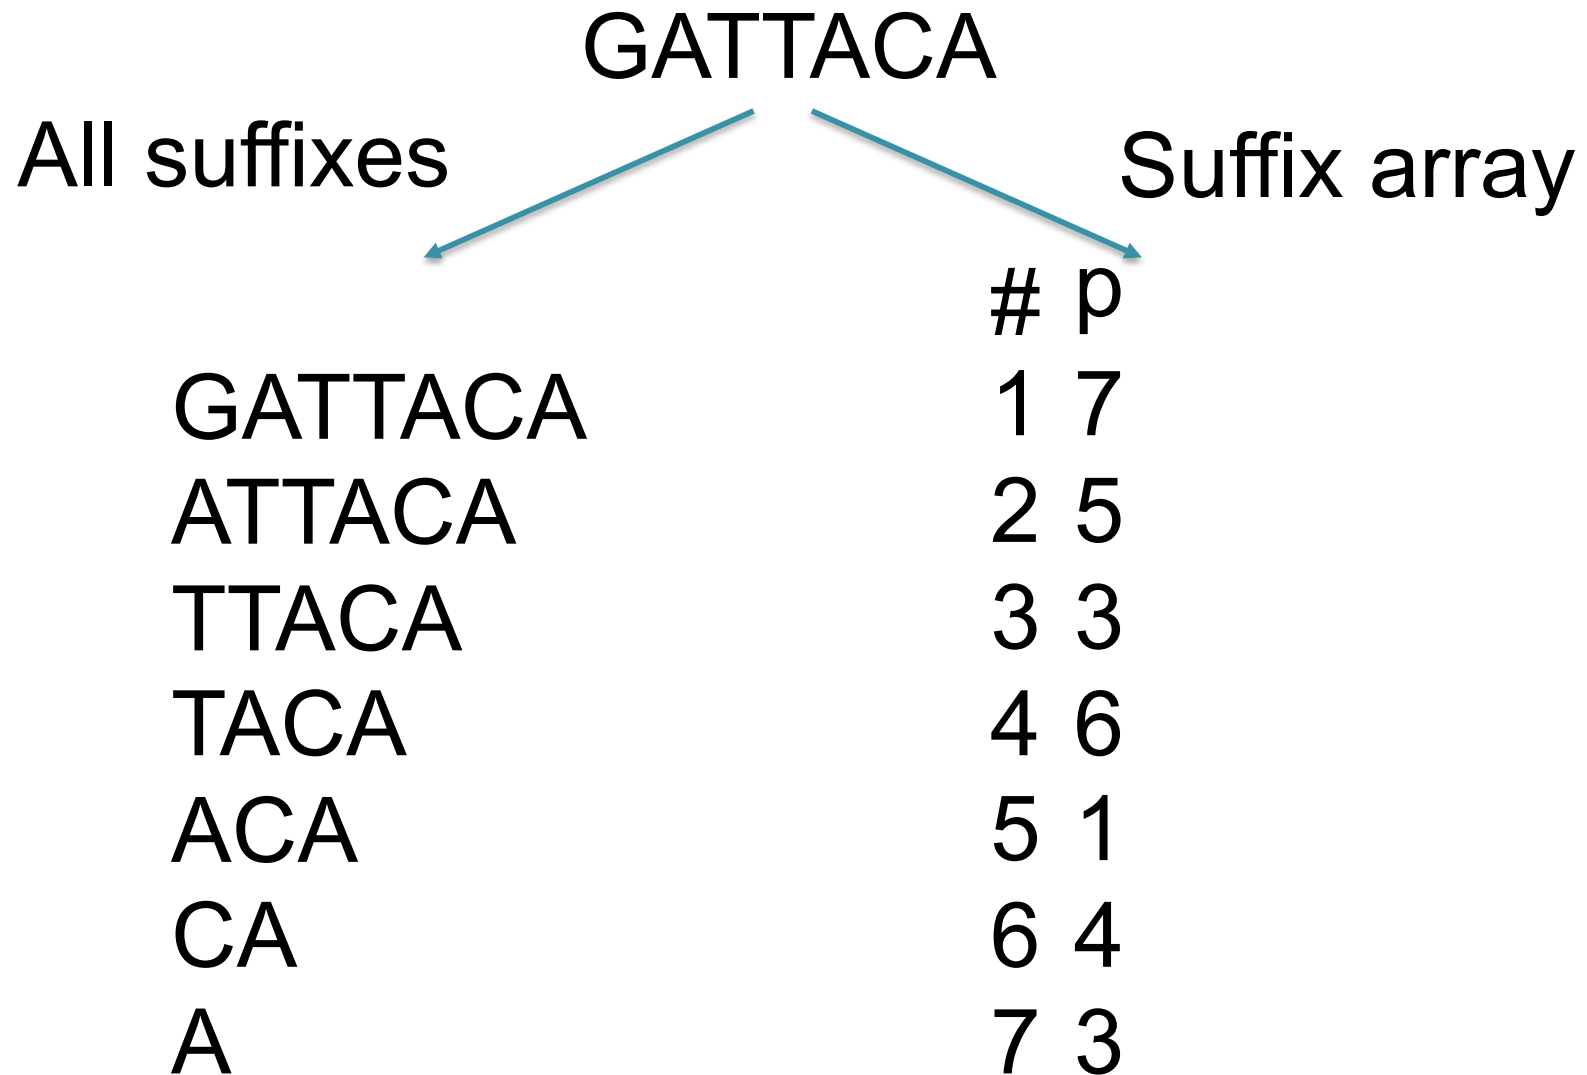 GATTACA
All suffixes
Suffix array
# p
GATTACA 1 7
ATTACA 2 5
TTACA 3 3
TACA 4 6
ACA 5 1
CA 6 4
A 7 3